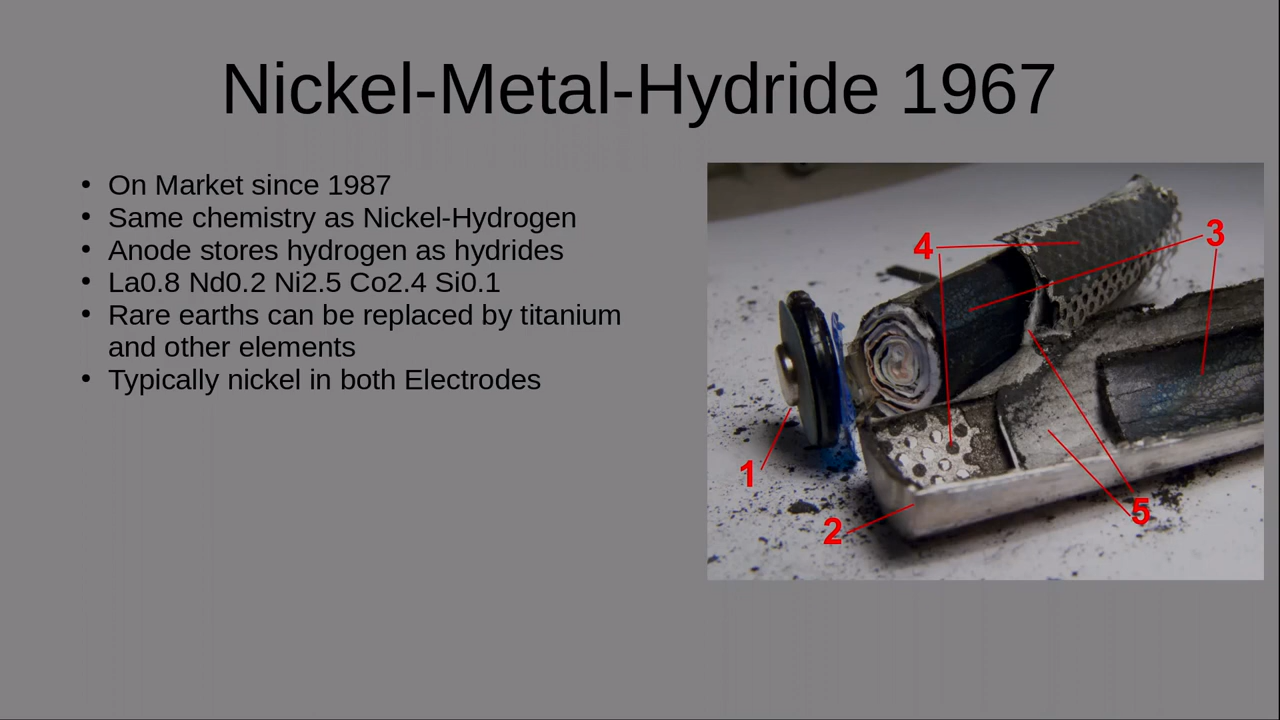 Nickel-Metal-Hydride 1967
• On Market since 1987
• Same chemistry as Nickel-Hydrogen
• Anode stores hydrogen as hydrides
• La0.8 Nd0.2 Ni2.5 Co2.4 Si0.1
• Rare earths can be replaced by titanium
and other elements
• Typically nickel in both Electrodes
4
3
1
2
5